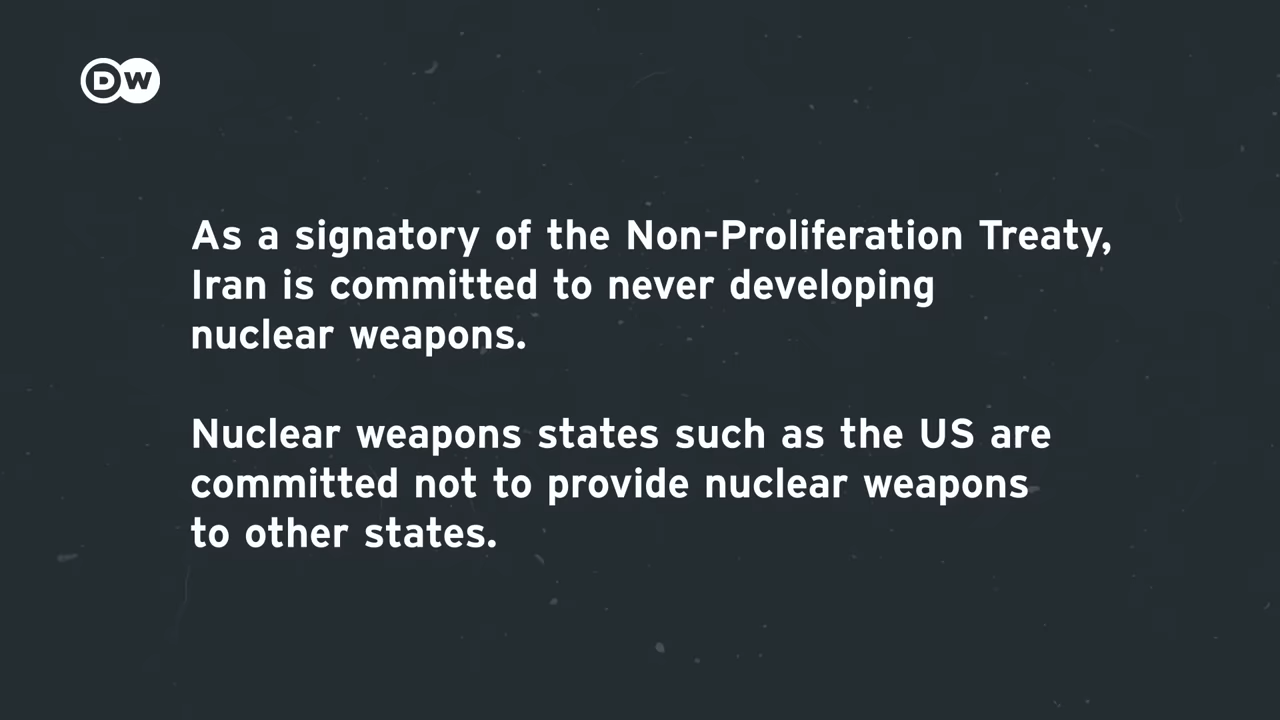 DW
As a signatory of the Non-Proliferation Treaty,
Iran is committed to never developing
nuclear weapons.
Nuclear weapons states such as the US are
committed not to provide nuclear weapons
to other states.